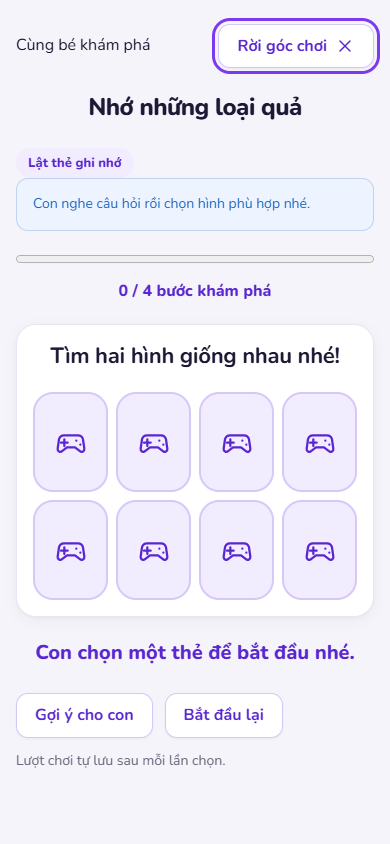 Cùng bé khám phá
Rời góc chơi
Nhớ những loại quả
Lật thẻ ghi nhớ
Con nghe câu hỏi rồi chọn hình phù hợp nhé.
0 / 4 bước khám phá
Tìm hai hình giống nhau nhé!
Con chọn một thẻ để bắt đầu nhé.
Gợi ý cho con
Bắt đầu lại
Lượt chơi tự lưu sau mỗi lần chọn.